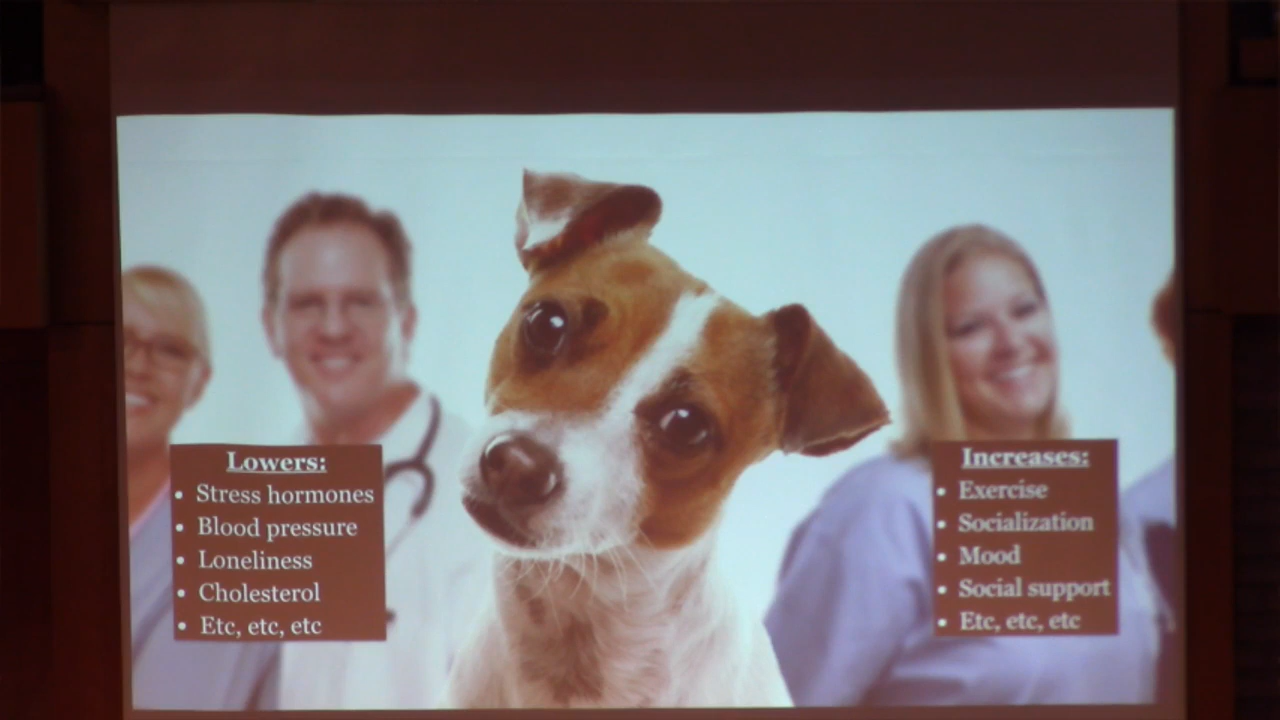 Lowers:
• Stress hormones
• Blood pressure
• Loneliness
• Cholesterol
• Etc, etc, etc
Increases:
• Exercise
• Socialization
• Mood
• Social support
• Etc, etc, etc